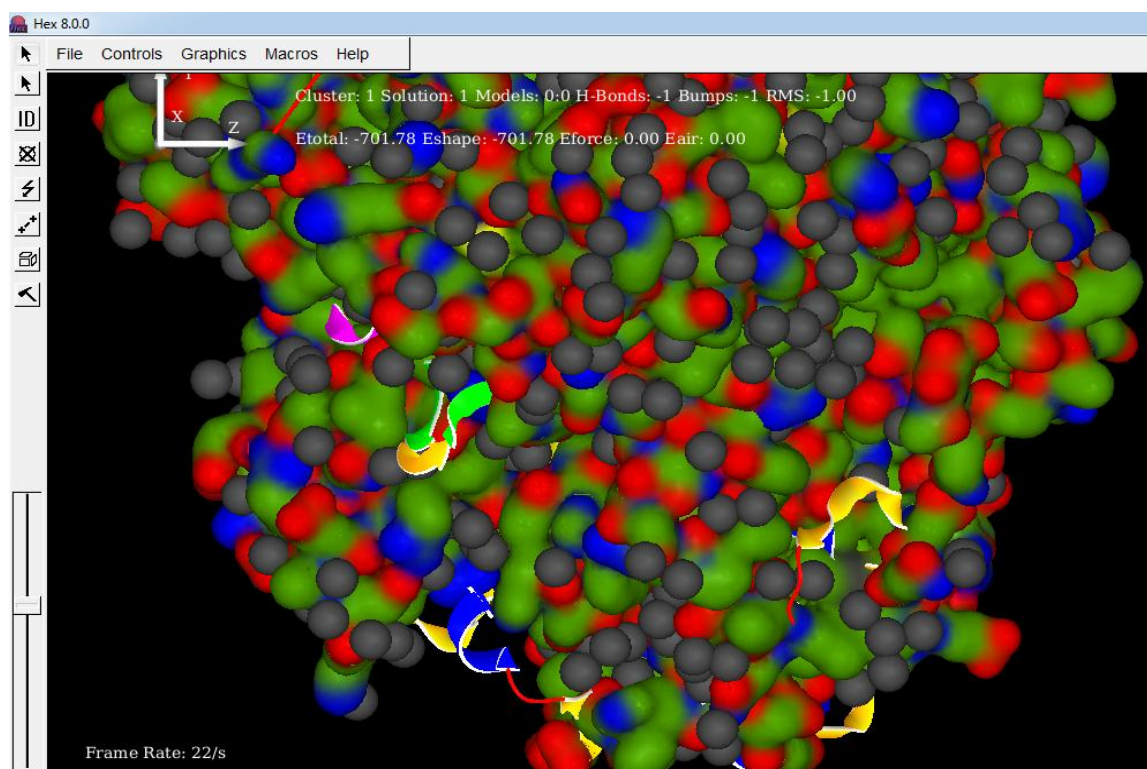 Hex 8.0.0
File Controls Graphics Macros Help
Cluster: 1 Solution: 1 Models: 0:0 H-Bonds: -1 Bumps: -1 RMS: -1.00
X
Z
Etotal: -701.78 Eshape: -701.78 Eforce: 0.00 Eair: 0.00
ID
Frame Rate: 22/s